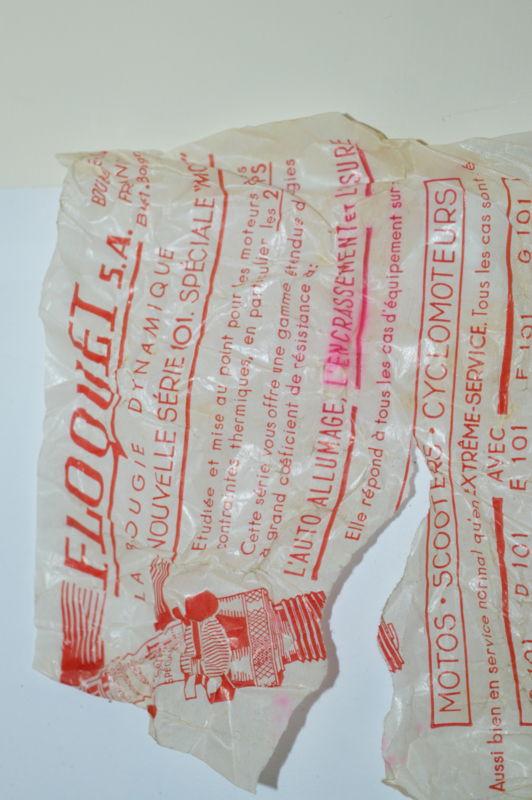 FLOQUGI S.A.
LA BOUGIE DYNAMIQUE
NOUVELLE SÉRIE 101. SPÉCIALE "MC"
Etudiée et mise au point pour les moteurs
contraintes thermiques, en particulier les 2
Cette série vous offre une gamme étendue
à grand coéficient de résistance à:
L'AUTO ALLUMAGE, L'ENCRASSEMENT et USURE
Elle répond à tous les cas d'équipement sur
MOTOS • SCOOTERS • CYCLOMOTEURS
Aussi bien en service normal qu'en EXTRÊME-SERVICE. Tous les cas sont
AVEC
D 101 E 101 F 101 G 101